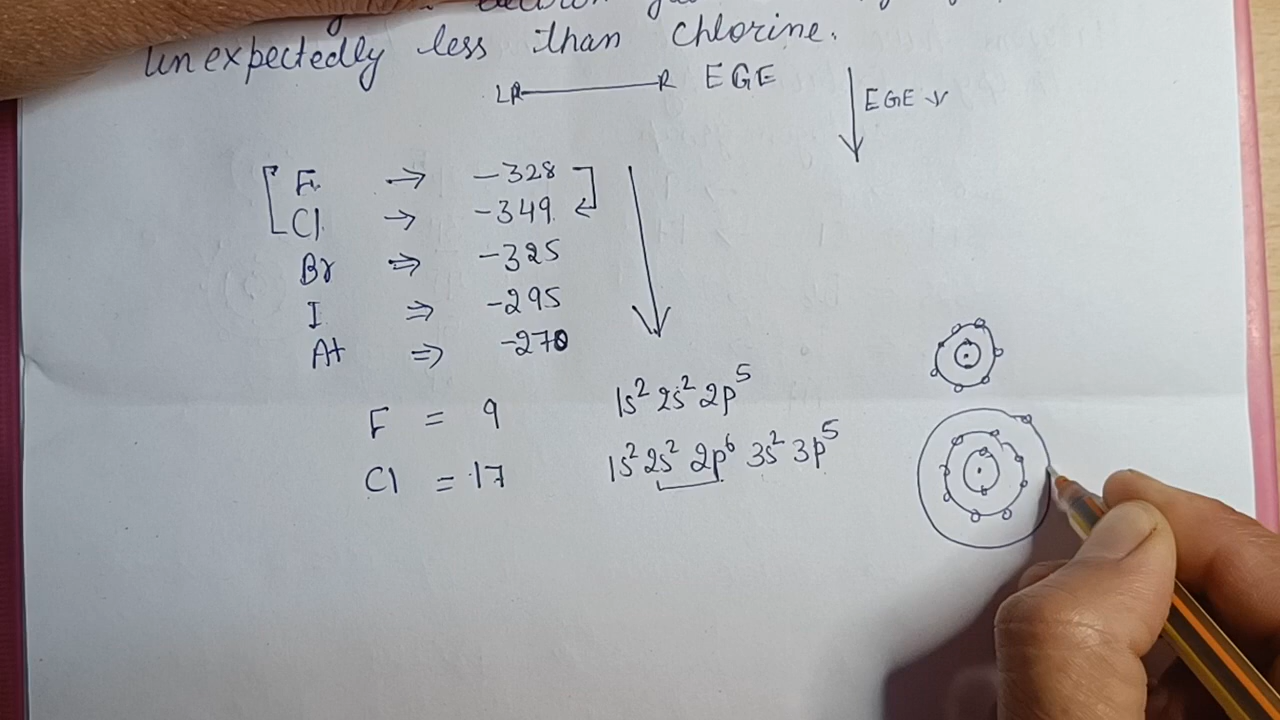 unexpectedly less than chlorine.
LR R EGE
EGE ↓
F → -328
Cl → -349
Br ⇒ -325
I ⇒ -295
At ⇒ -270
F = 9 1s² 2s² 2p⁵
Cl = 17 1s² 2s² 2p⁶ 3s² 3p⁵